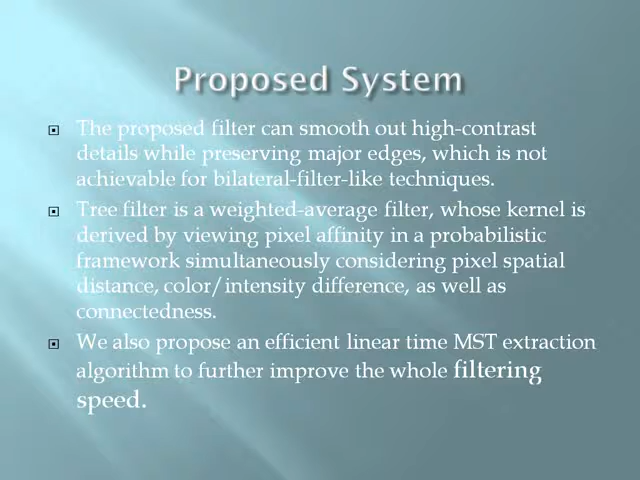 Proposed System
The proposed filter can smooth out high-contrast
details while preserving major edges, which is not
achievable for bilateral-filter-like techniques.
Tree filter is a weighted-average filter, whose kernel is
derived by viewing pixel affinity in a probabilistic
framework simultaneously considering pixel spatial
distance, color/intensity difference, as well as
connectedness.
We also propose an efficient linear time MST extraction
algorithm to further improve the whole filtering
speed.